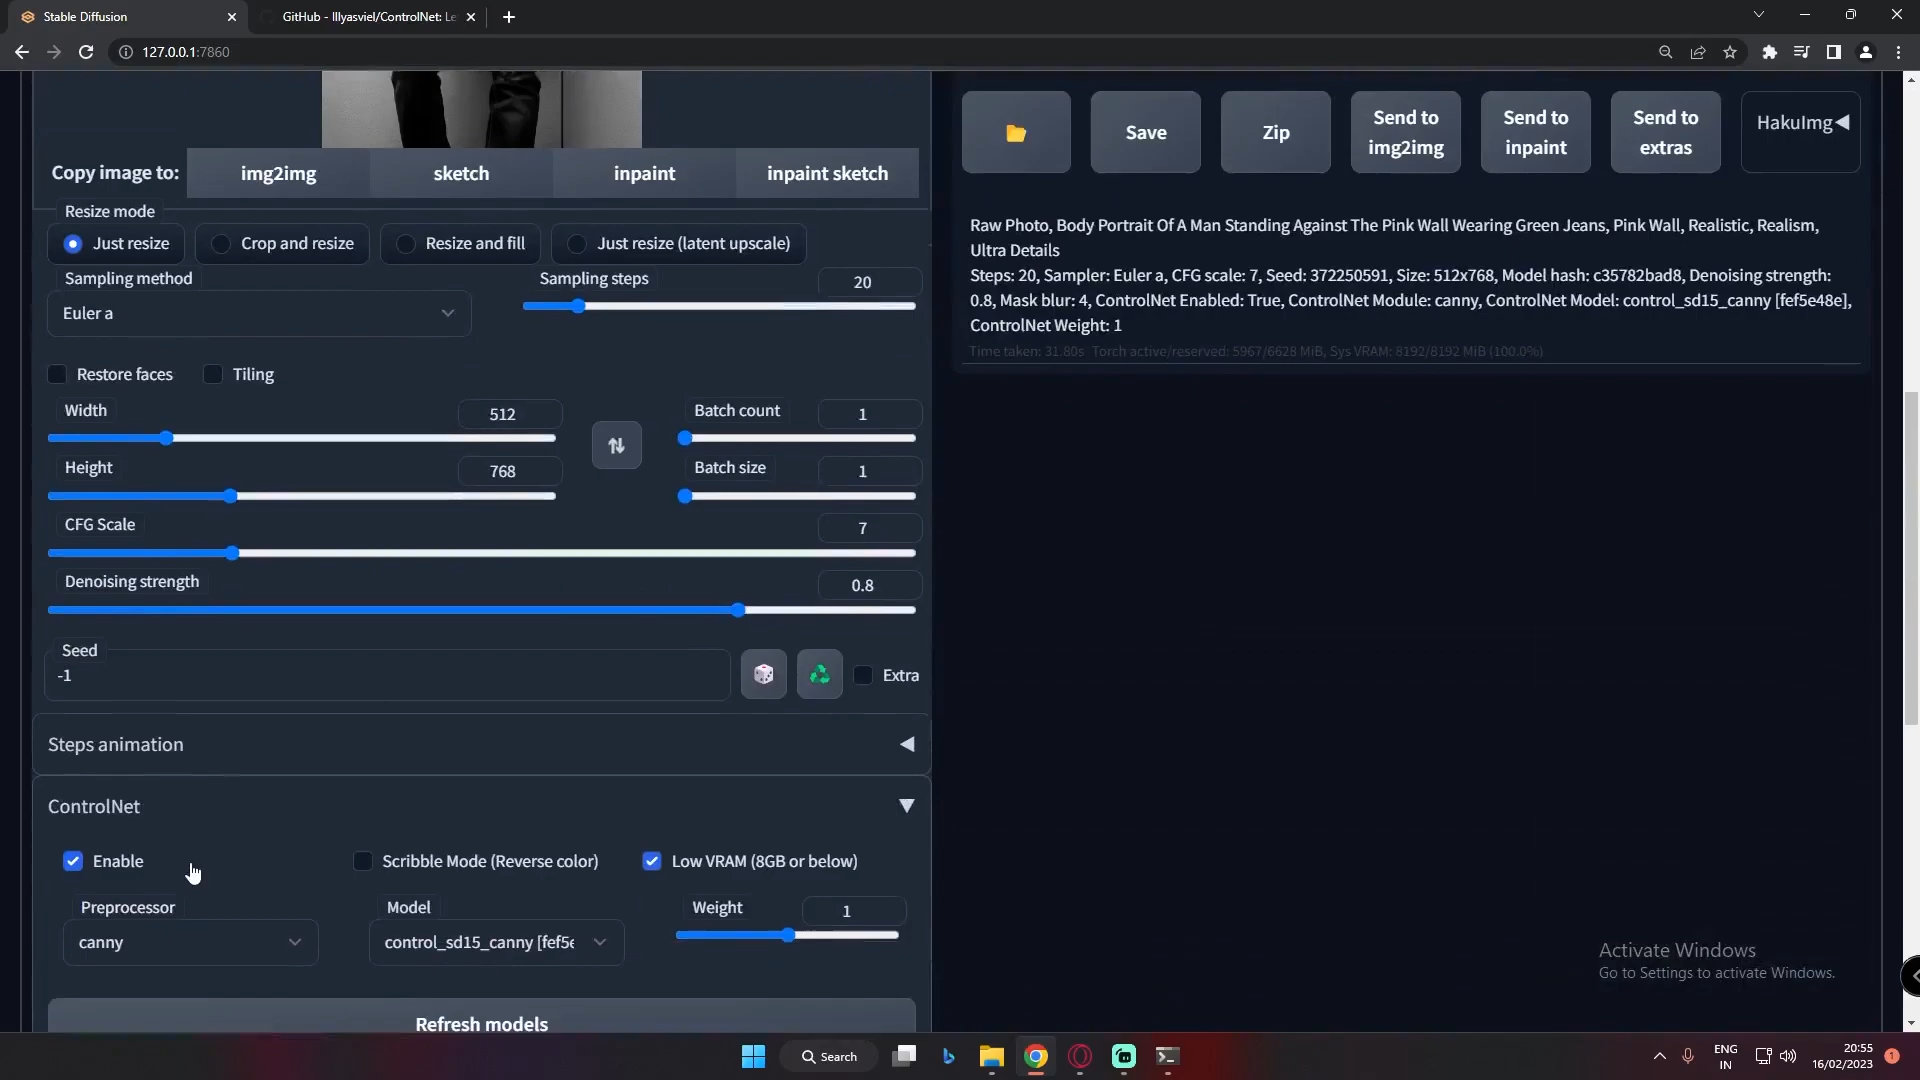 Stable Diffusion
GitHub - lllyasviel/ControlNet: Le
127.0.0.1:7860
Copy image to:
img2img
sketch
inpaint
inpaint sketch
Resize mode
Just resize
Crop and resize
Resize and fill
Just resize (latent upscale)
Sampling method
Euler a
Sampling steps
20
Restore faces
Tiling
Width
512
Batch count
1
Height
768
Batch size
1
CFG Scale
7
Denoising strength
0.8
Seed
-1
Extra
Steps animation
ControlNet
Enable
Scribble Mode (Reverse color)
Low VRAM (8GB or below)
Preprocessor
canny
Model
control_sd15_canny [fef5e
Weight
1
Refresh models
Save
Zip
Send to
img2img
Send to
inpaint
Send to
extras
HakuImg
Raw Photo, Body Portrait Of A Man Standing Against The Pink Wall Wearing Green Jeans, Pink Wall, Realistic, Realism,
Ultra Details
Steps: 20, Sampler: Euler a, CFG scale: 7, Seed: 372250591, Size: 512x768, Model hash: c35782bad8, Denoising strength:
0.8, Mask blur: 4, ControlNet Enabled: True, ControlNet Module: canny, ControlNet Model: control_sd15_canny [fef5e48e],
ControlNet Weight: 1
Time taken: 31.80s Torch active/reserved: 5967/6628 MiB, Sys VRAM: 8192/8192 MiB (100.0%)
Activate Windows
Go to Settings to activate Windows.
Search
ENG
IN
20:55
16/02/2023
1